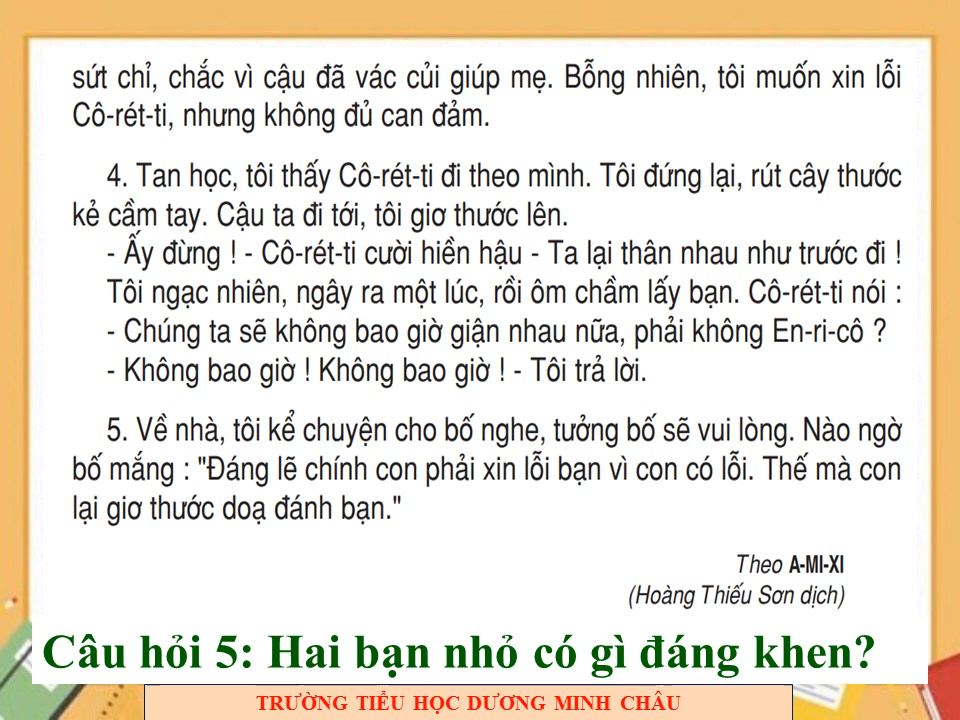 sứt chỉ, chắc vì cậu đã vác củi giúp mẹ. Bỗng nhiên, tôi muốn xin lỗi
Cô-rét-ti, nhưng không đủ can đảm.
4. Tan học, tôi thấy Cô-rét-ti đi theo mình. Tôi đứng lại, rút cây thước
kẻ cầm tay. Cậu ta đi tới, tôi giơ thước lên.
- Ấy đừng ! - Cô-rét-ti cười hiền hậu - Ta lại thân nhau như trước đi !
Tôi ngạc nhiên, ngây ra một lúc, rồi ôm chầm lấy bạn. Cô-rét-ti nói :
- Chúng ta sẽ không bao giờ giận nhau nữa, phải không En-ri-cô ?
- Không bao giờ ! Không bao giờ ! - Tôi trả lời.
5. Về nhà, tôi kể chuyện cho bố nghe, tưởng bố sẽ vui lòng. Nào ngờ
bố mắng : "Đáng lẽ chính con phải xin lỗi bạn vì con có lỗi. Thế mà con
lại giơ thước doạ đánh bạn."
Theo A-MI-XI
(Hoàng Thiếu Sơn dịch)
Câu hỏi 5: Hai bạn nhỏ có gì đáng khen?
TRƯỜNG TIỂU HỌC DƯƠNG MINH CHÂU